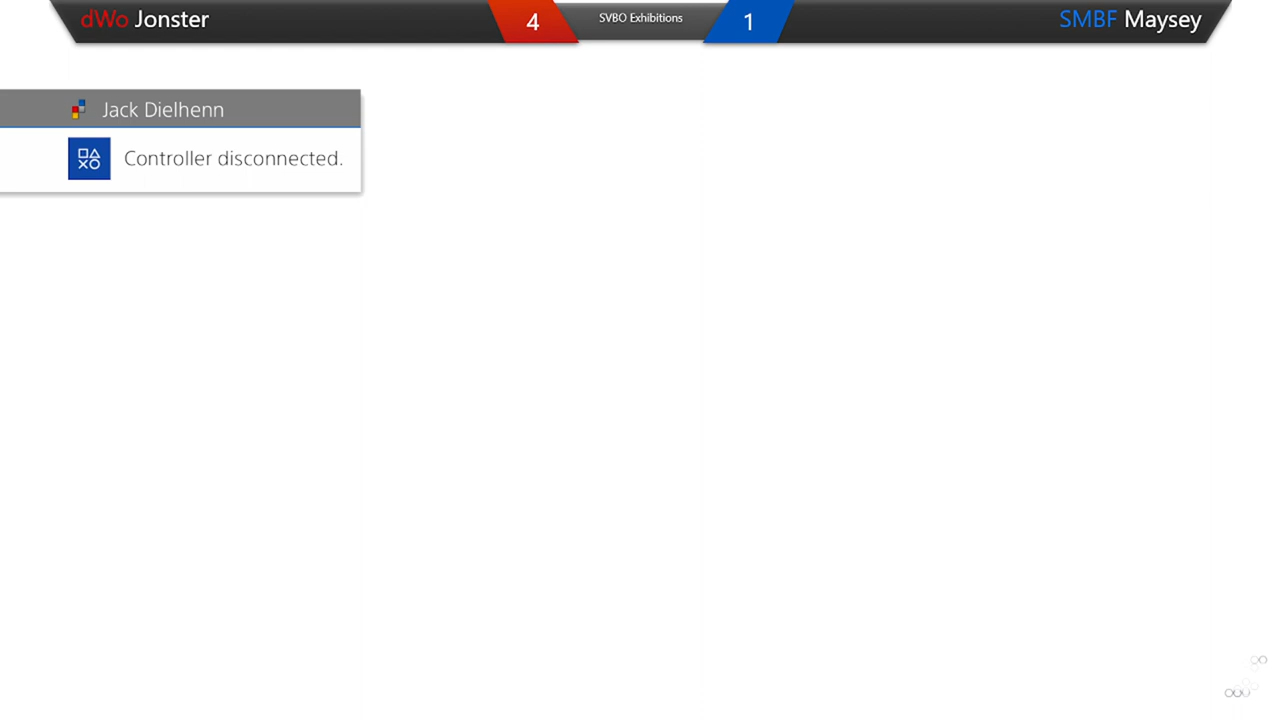 dWo Jonster
4
SVBO Exhibitions
1
SMBF Maysey
Jack Dielhenn
Controller disconnected.